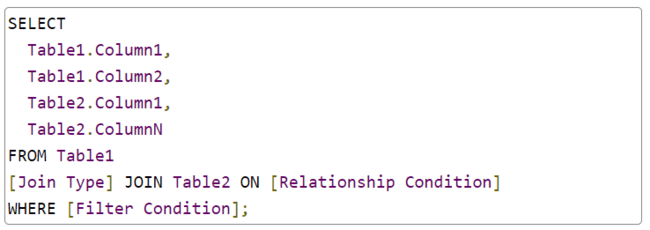 SELECT
  Table1.Column1,
  Table1.Column2,
  Table2.Column1,
  Table2.ColumnN
FROM Table1
[Join Type] JOIN Table2 ON [Relationship Condition]
WHERE [Filter Condition];